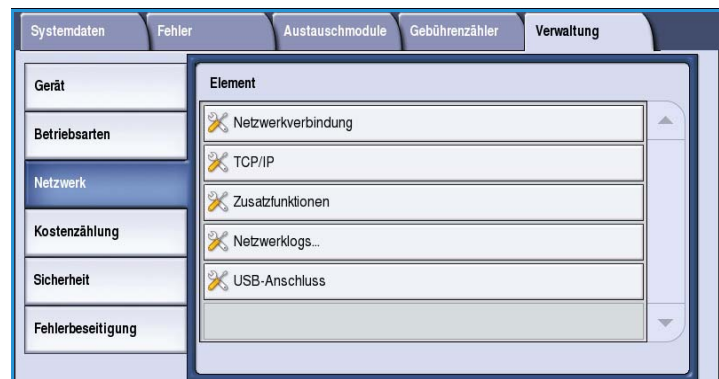 Systemdaten
Fehler
Austauschmodule
Gebührenzähler
Verwaltung
Gerät
Betriebsarten
Netzwerk
Kostenzählung
Sicherheit
Fehlerbeseitigung
Element
Netzwerkverbindung
TCP/IP
Zusatzfunktionen
Netzwerklogs...
USB-Anschluss